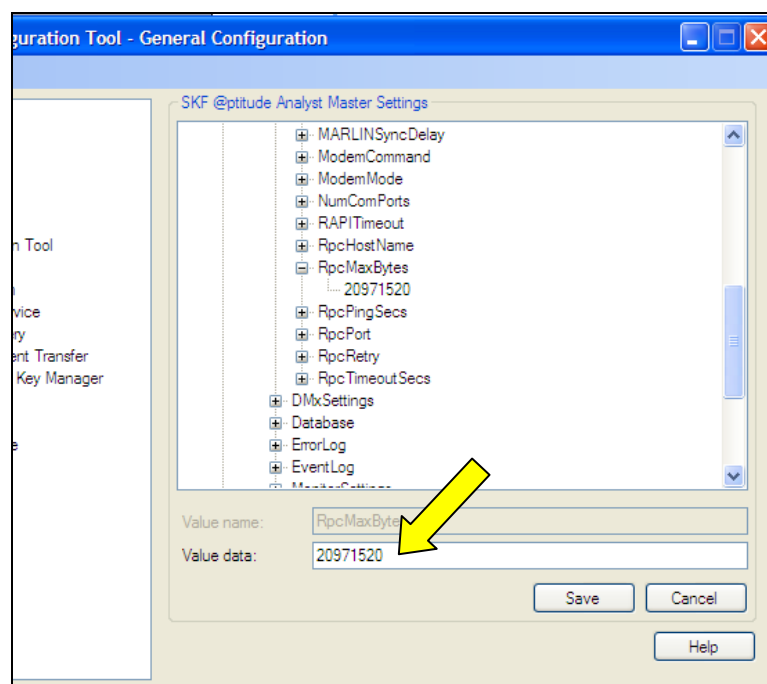 guration Tool - General Configuration
SKF @ptitude Analyst Master Settings
MARLINSyncDelay
ModemCommand
ModemMode
NumComPorts
RAPITimeout
n Tool
RpcHostName
RpcMaxBytes
20971520
vice
RpcPingSecs
ry
RpcPort
ent Transfer
RpcRetry
Key Manager
RpcTimeoutSecs
DMxSettings
Database
e
ErrorLog
EventLog
MonitorSettings
Value name:
RpcMaxByte
Value data:
20971520
Save
Cancel
Help